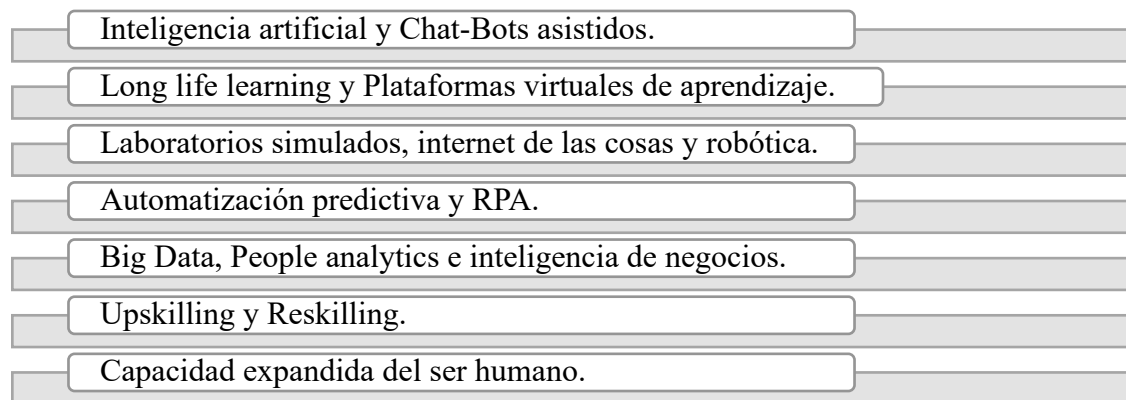 Inteligencia artificial y Chat-Bots asistidos.
Long life learning y Plataformas virtuales de aprendizaje.
Laboratorios simulados, internet de las cosas y robótica.
Automatización predictiva y RPA.
Big Data, People analytics e inteligencia de negocios.
Upskilling y Reskilling.
Capacidad expandida del ser humano.